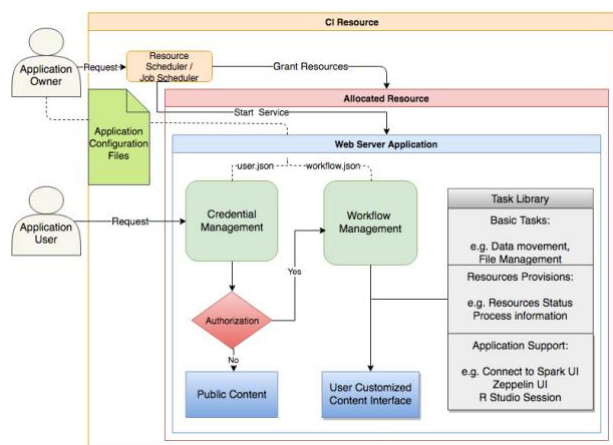 CI Resource
Application
Owner
Request
Resource
Scheduler /
Job Scheduler
Grant Resources
Allocated Resource
Start Service
Application
Configuration
Files
Web Server Application
user.json
workflow.json
Application
User
Request
Credential
Management
Workflow
Management
Task Library
Basic Tasks:
e.g. Data movement,
File Management
Resources Provisions:
e.g. Resources Status
Process information
Application Support:
e.g. Connect to Spark UI
Zeppelin UI
R Studio Session
Yes
Authorization
No
Public Content
User Customized
Content Interface